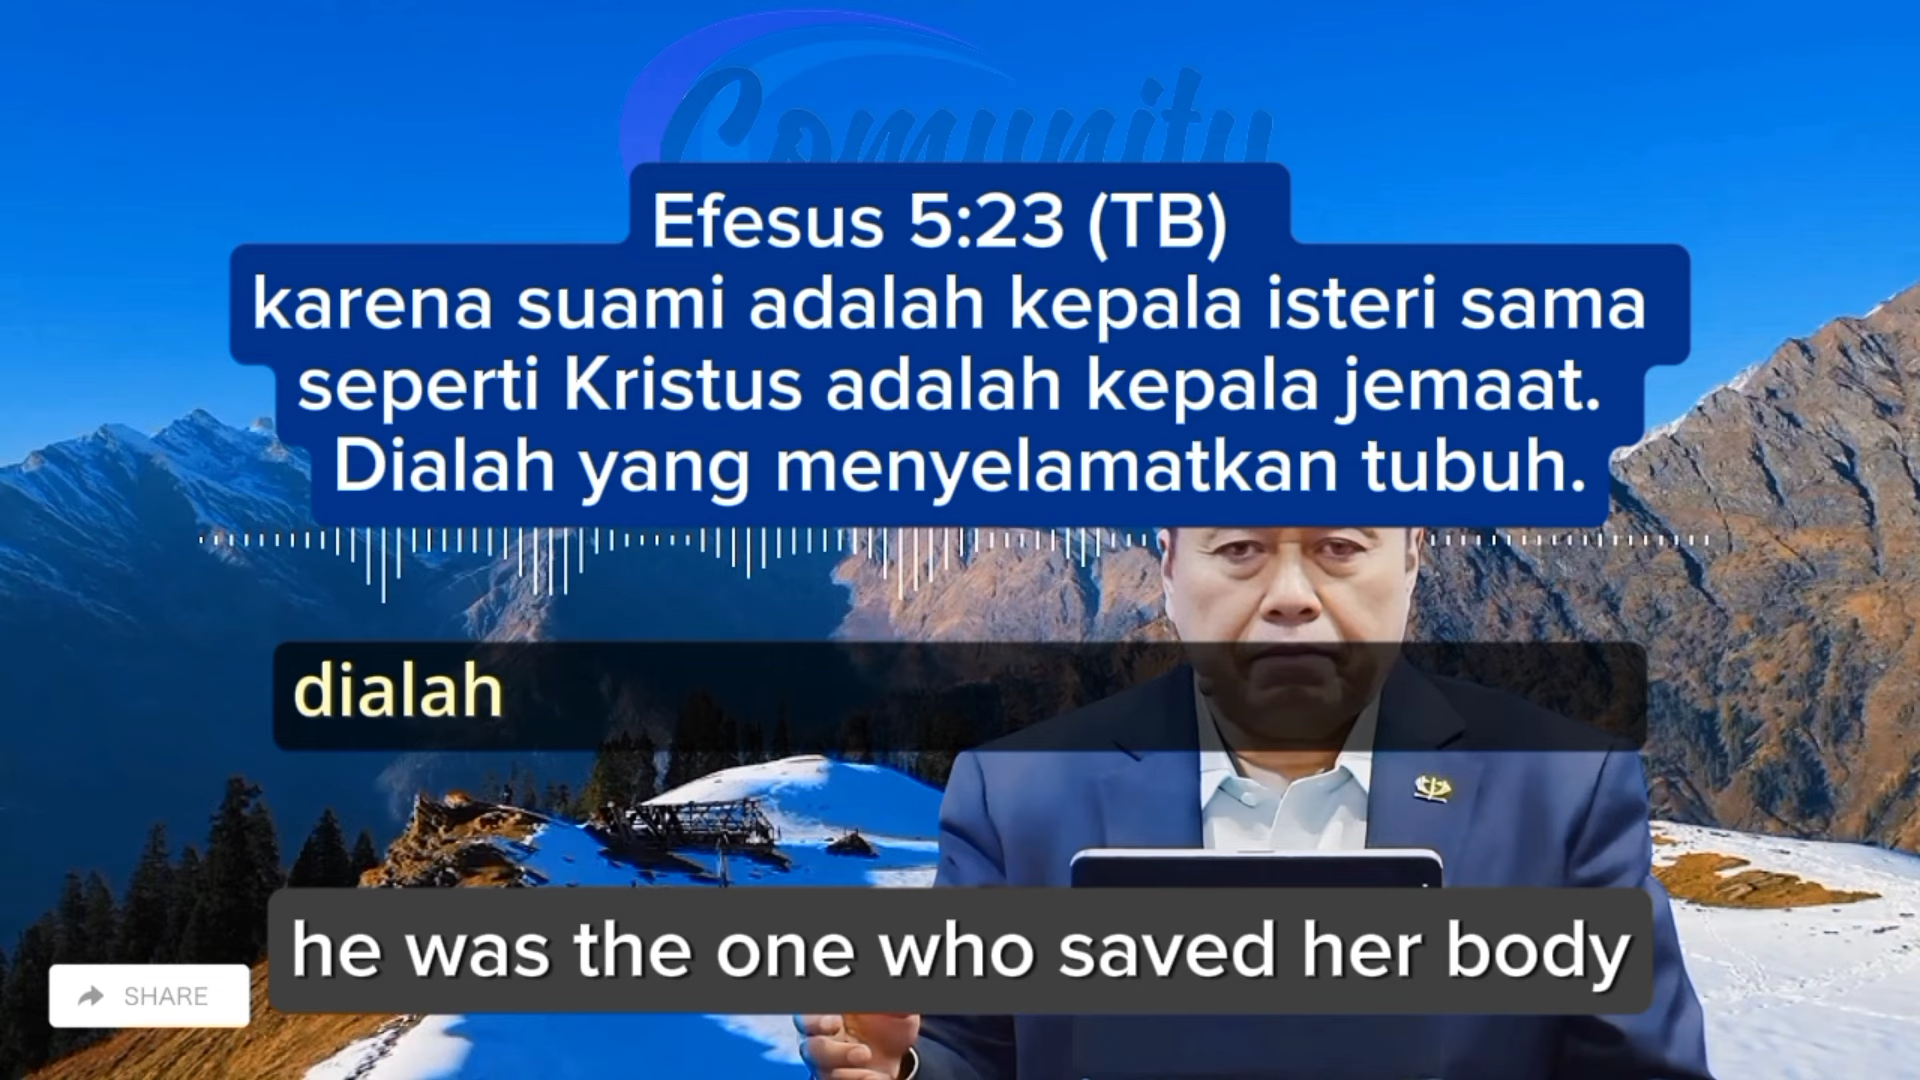 Comunity
Efesus 5:23 (TB)
karena suami adalah kepala isteri sama
seperti Kristus adalah kepala jemaat.
Dialah yang menyelamatkan tubuh.
dialah
he was the one who saved her body
SHARE